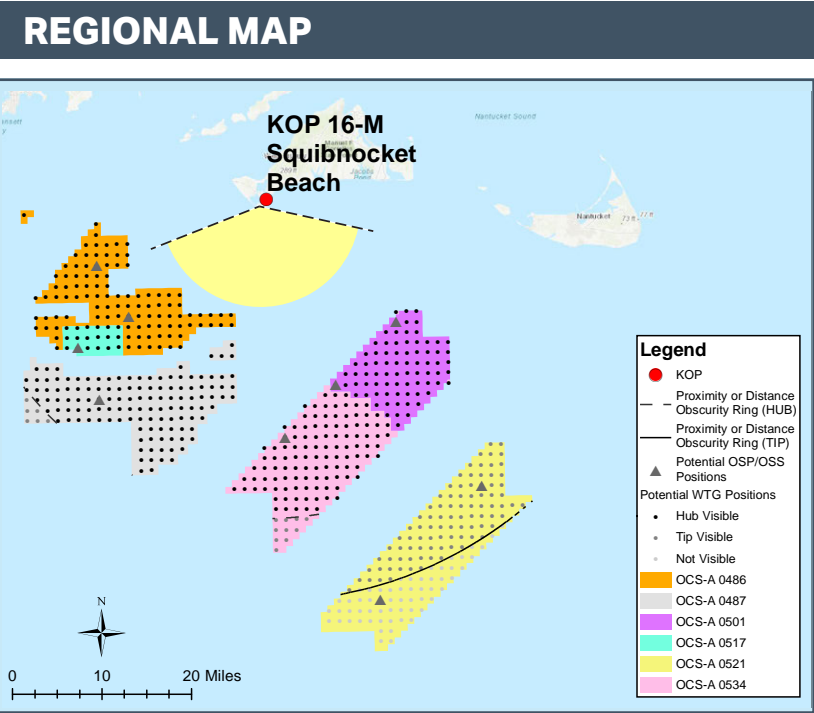 REGIONAL MAP
Nantucket Sound
KOP 16-M
Squibnocket
Beach
Nantucket
Legend
KOP
Proximity or Distance
Obscurity Ring (HUB)
Proximity or Distance
Obscurity Ring (TIP)
Potential OSP/OSS
Positions
Potential WTG Positions
Hub Visible
Tip Visible
Not Visible
OCS-A 0486
OCS-A 0487
OCS-A 0501
OCS-A 0517
OCS-A 0521
OCS-A 0534
N
0 10 20 Miles